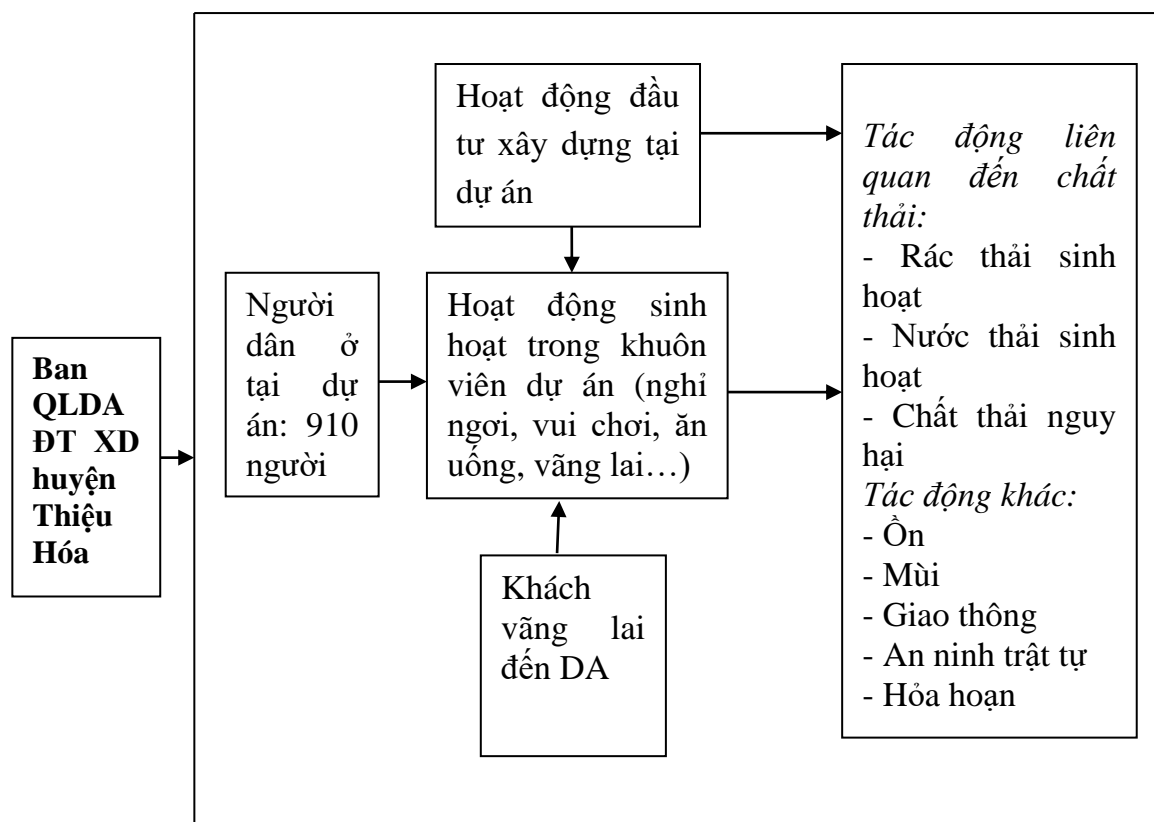 Hoạt động đầu
tư xây dựng tại
dự án
Người
dân ở
tại dự
án: 910
người
Hoạt động sinh
hoạt trong khuôn
viên dự án (nghỉ
ngơi, vui chơi, ăn
uống, vãng lai…)
Ban
QLDA
ĐT XD
huyện
Thiệu
Hóa
Khách
vãng lai
đến DA
Tác động liên
quan đến chất
thải:
- Rác thải sinh
hoạt
- Nước thải sinh
hoạt
- Chất thải nguy
hại
Tác động khác:
- Ồn
- Mùi
- Giao thông
- An ninh trật tự
- Hỏa hoạn